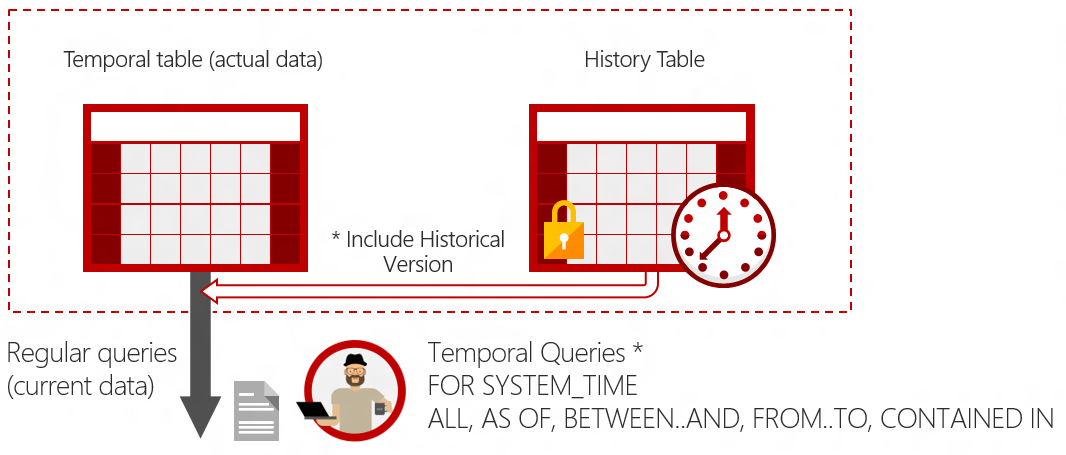 Temporal table (actual data)
History Table
* Include Historical
Version
Regular queries
(current data)
Temporal Queries *
FOR SYSTEM_TIME
ALL, AS OF, BETWEEN..AND, FROM..TO, CONTAINED IN